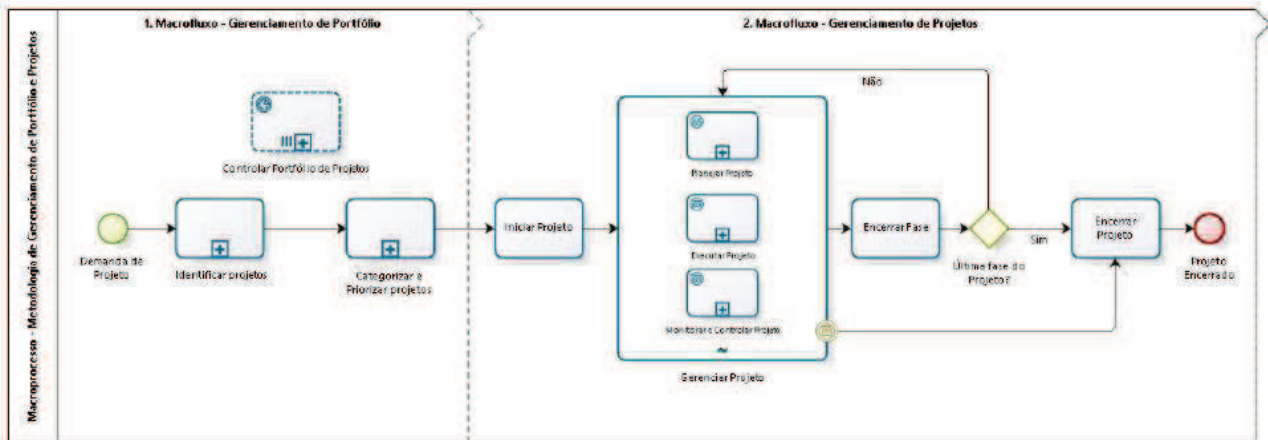 Macroprocesso - Metodologia de Gerenciamento de Portfólio e Projetos
1. Macrofluxo - Gerenciamento de Portfólio
2. Macrofluxo - Gerenciamento de Projetos
Controlar Portfólio de Projetos
Demanda de
Projeto
Identificar projetos
Categorizar e
Priorizar projetos
Iniciar Projeto
Não
Planejar Projeto
Executar Projeto
Monitorar e Controlar Projeto
Gerenciar Projeto
Encerrar Fase
Última fase do
Projeto?
Sim
Encerrar
Projeto
Projeto
Encerrado